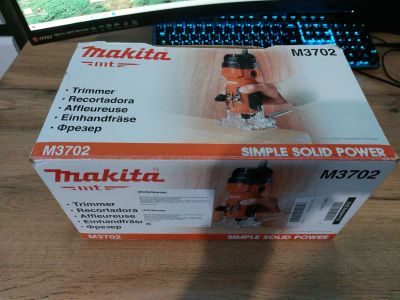 msi
makita
M3702
mt
• Trimmer
• Recortadora
• Affleureuse
• Einhandfräse
• Фрезер
M3702
SIMPLE SOLID POWER
makita
M3702
mt
• Trimmer
• Recortadora
• Affleureuse
• Einhandfräse
• Фрезер
M3702
SIMPLE SOLID POWER